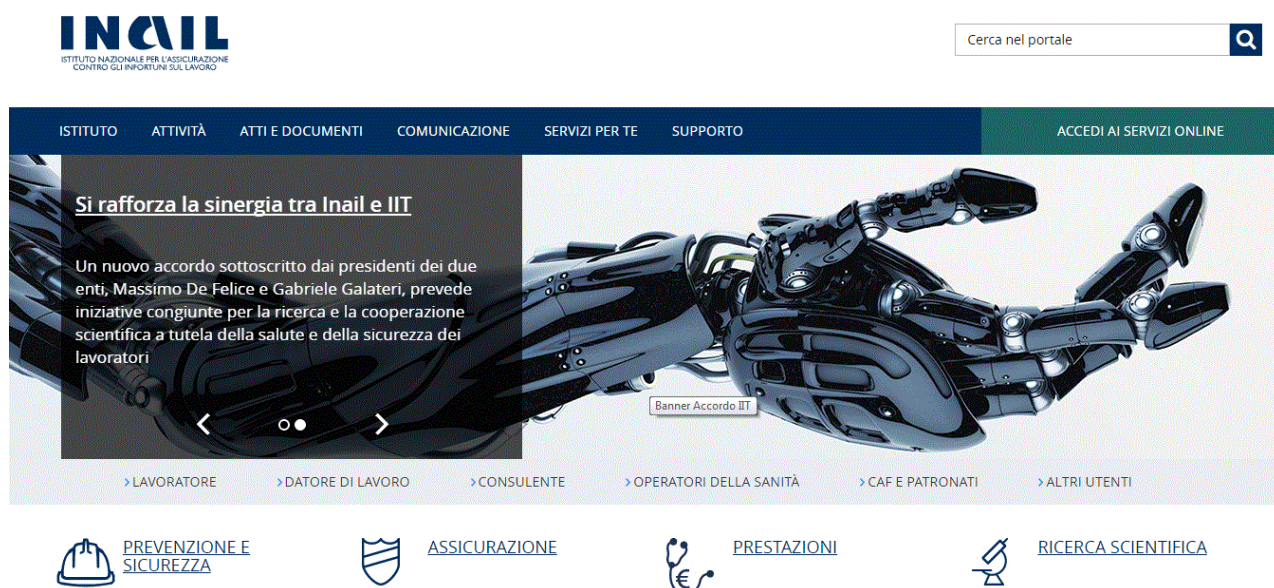 INAIL
ISTITUTO NAZIONALE PER L'ASSICURAZIONE
CONTRO GLI INFORTUNI SUL LAVORO
Cerca nel portale
ISTITUTO
ATTIVITÀ
ATTI E DOCUMENTI
COMUNICAZIONE
SERVIZI PER TE
SUPPORTO
ACCEDI AI SERVIZI ONLINE
Si rafforza la sinergia tra Inail e IIT
Un nuovo accordo sottoscritto dai presidenti dei due
enti, Massimo De Felice e Gabriele Galateri, prevede
iniziative congiunte per la ricerca e la cooperazione
scientifica a tutela della salute e della sicurezza dei
lavoratori
Banner Accordo IIT
LAVORATORE
DATORE DI LAVORO
CONSULENTE
OPERATORI DELLA SANITÀ
CAF E PATRONATI
ALTRI UTENTI
PREVENZIONE E
SICUREZZA
ASSICURAZIONE
PRESTAZIONI
RICERCA SCIENTIFICA